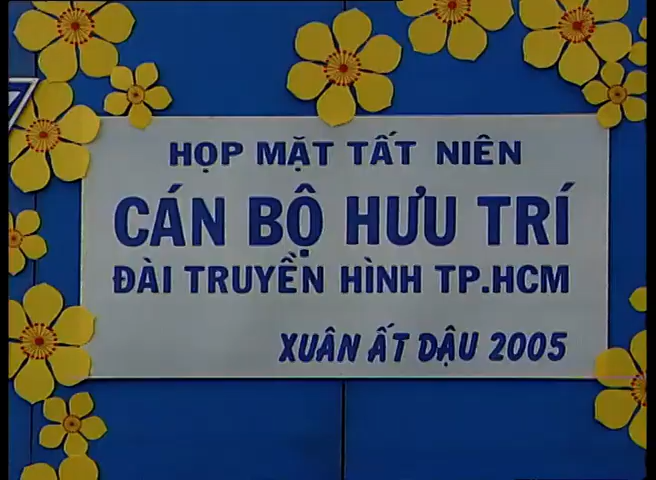 HỌP MẶT TẤT NIÊN
CÁN BỘ HƯU TRÍ
ĐÀI TRUYỀN HÌNH TP.HCM
XUÂN ẤT DẬU 2005